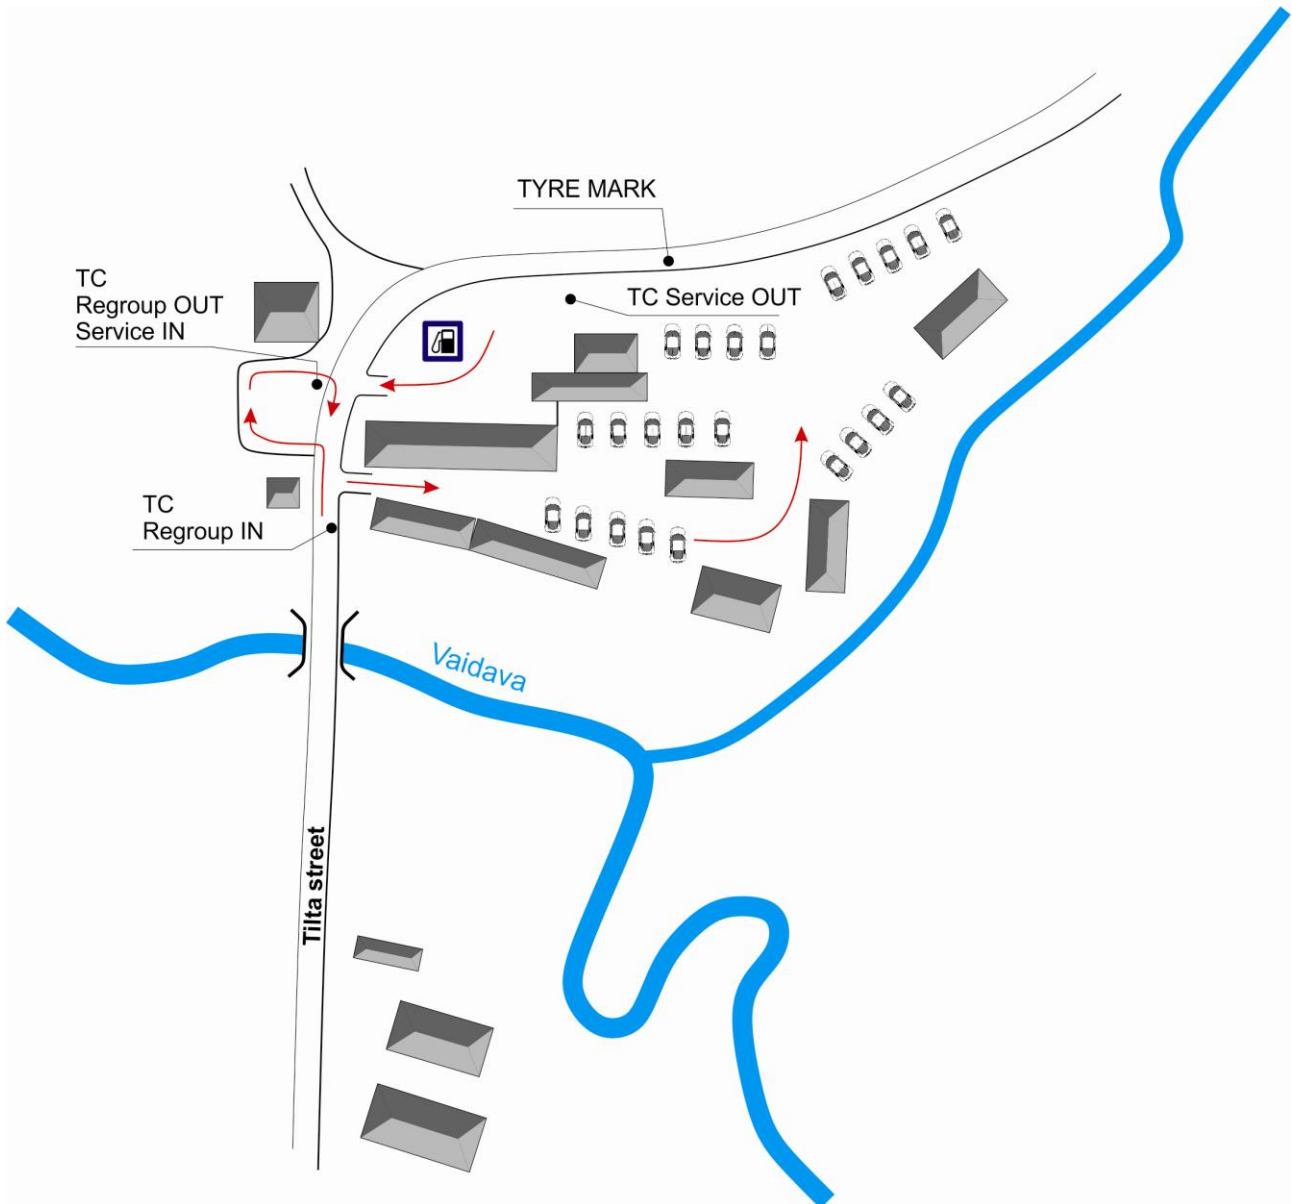 TYRE MARK
TC
Regroup OUT
Service IN
TC Service OUT
TC
Regroup IN
Vaidava
Tilta street